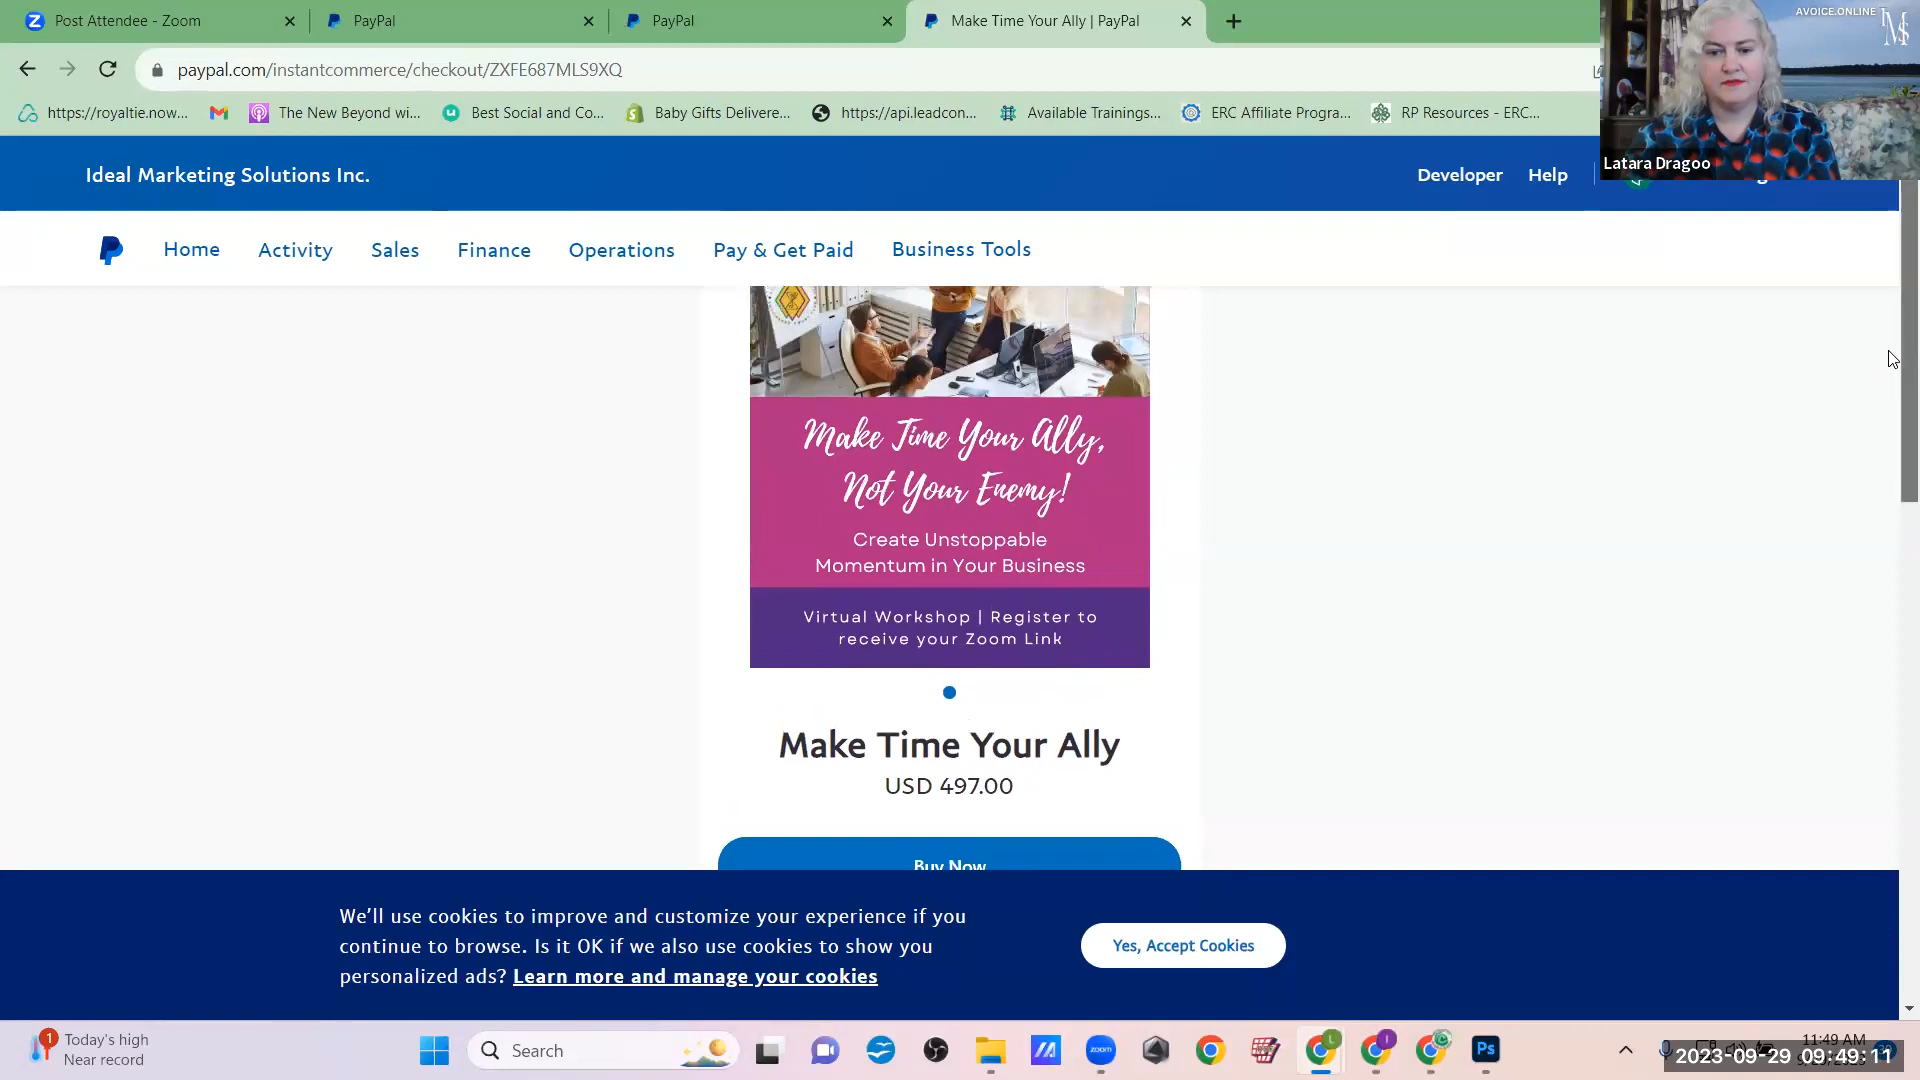 Post Attendee - Zoom
PayPal
PayPal
Make Time Your Ally | PayPal
paypal.com/instantcommerce/checkout/ZXFE687MLS9XQ
https://royaltie.now...
The New Beyond wi...
Best Social and Co...
Baby Gifts Delivere...
https://api.leadcon...
Available Trainings...
ERC Affiliate Progra...
RP Resources - ERC...
AVOICE.ONLINE
Latara Dragoo
Ideal Marketing Solutions Inc.
Developer
Help
Home
Activity
Sales
Finance
Operations
Pay & Get Paid
Business Tools
Make Time Your Ally,
Not Your Enemy!
Create Unstoppable
Momentum in Your Business
Virtual Workshop | Register to
receive your Zoom Link
Make Time Your Ally
USD 497.00
Buy Now
We'll use cookies to improve and customize your experience if you
continue to browse. Is it OK if we also use cookies to show you
personalized ads? Learn more and manage your cookies
Yes, Accept Cookies
1
Today's high
Near record
Search
zoom
Ps
11:49 AM
2023-09-29 09:49:11